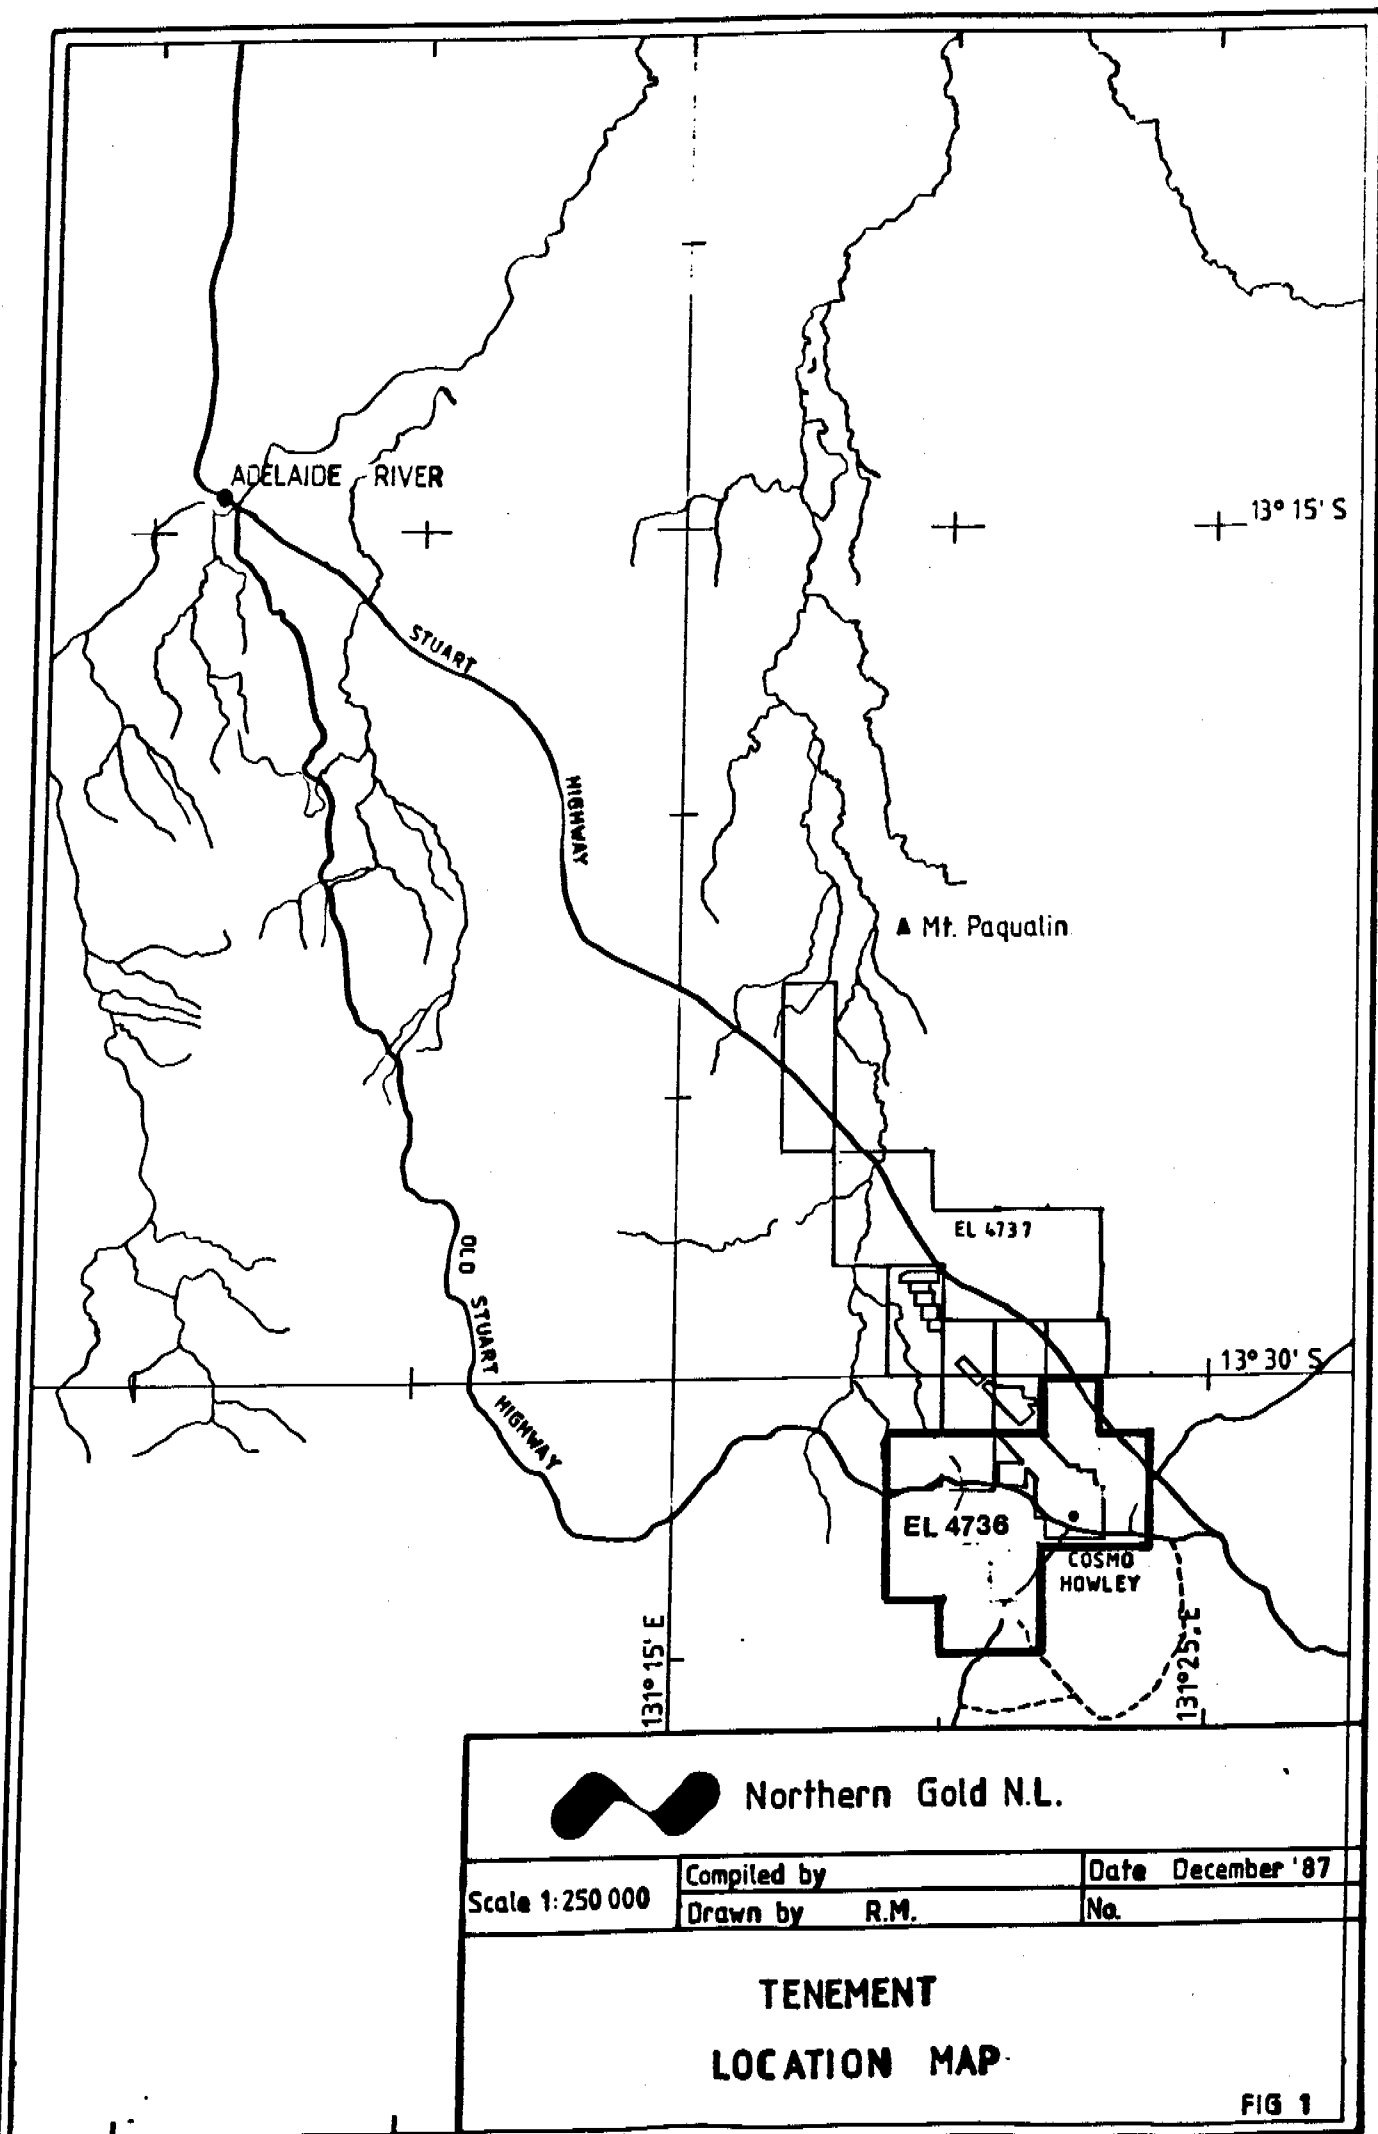 ADELAIDE RIVER
13° 15' S
STUART
HIGHWAY
Mt. Paqualin
EL 4737
OLD
STUART
HIGHWAY
13° 30' S
EL 4736
COSMO
HOWLEY
131° 15' E
131° 25' E
Northern Gold N.L.
Scale 1:250 000
Compiled by
Date December '87
Drawn by R.M.
No.
TENEMENT
LOCATION MAP
FIG 1